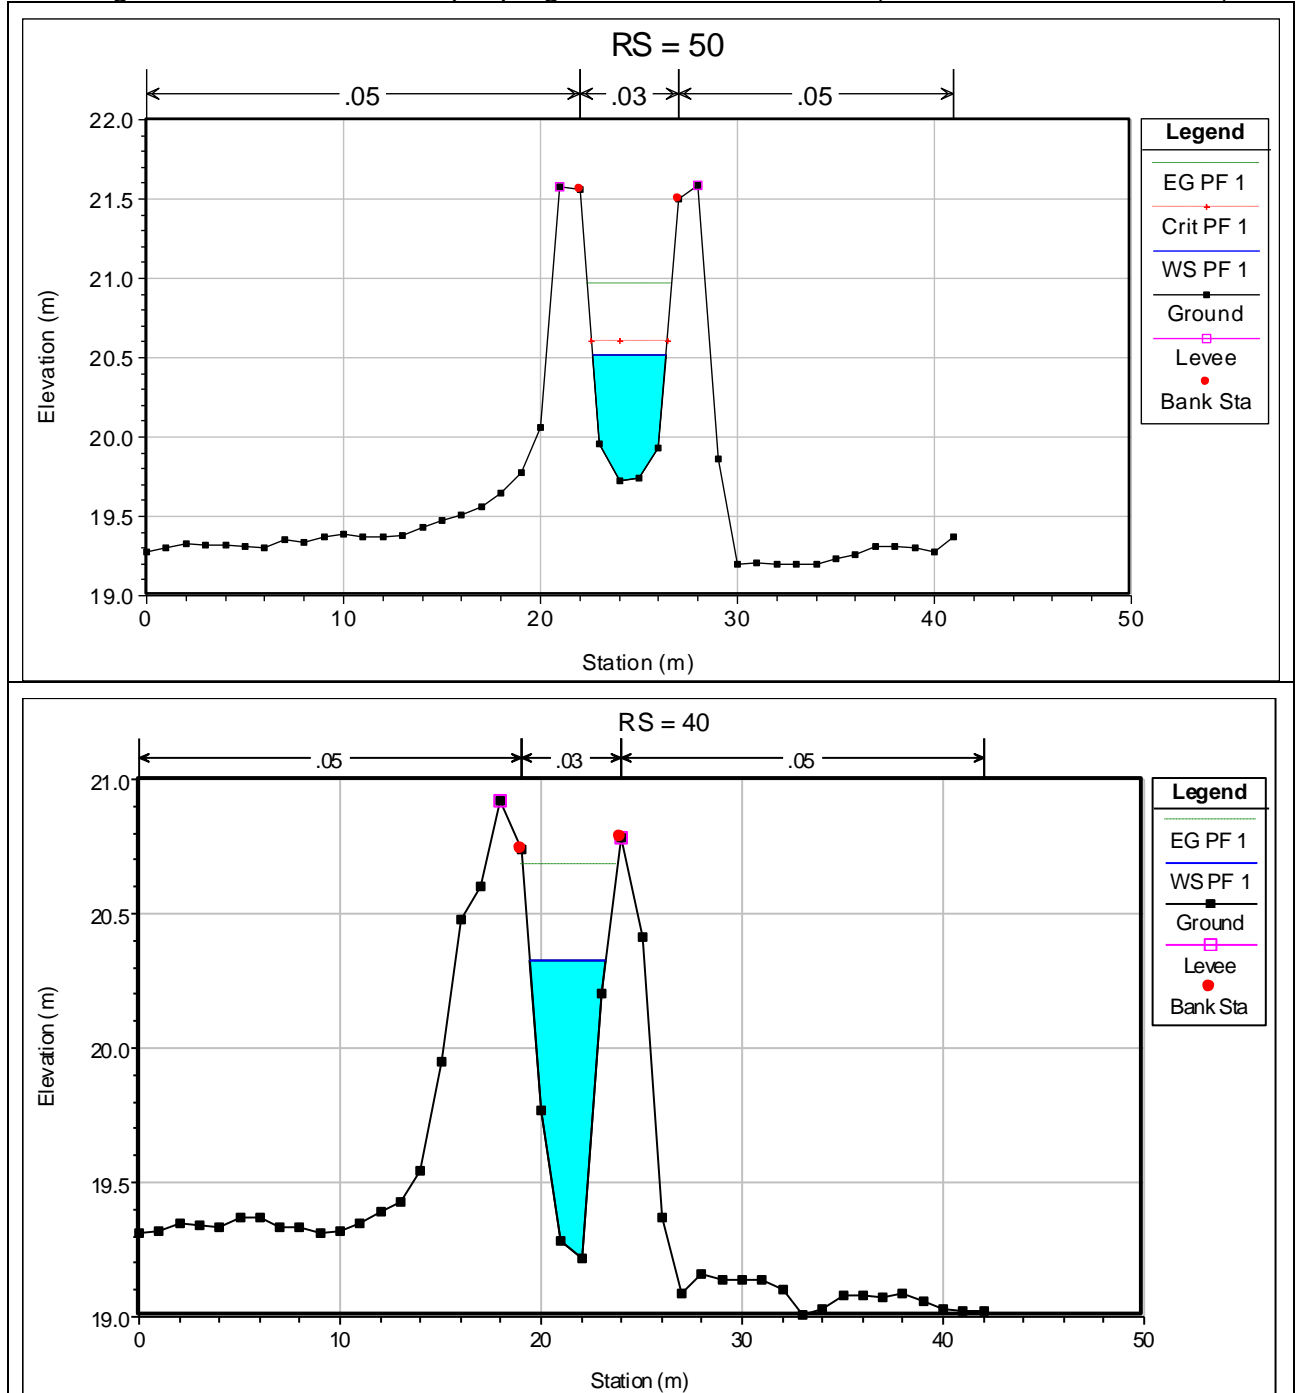 RS = 50
.05 .03 .05
22.0
21.5
21.0
20.5
20.0
19.5
19.0
0 10 20 30 40 50
Elevation (m)
Station (m)
Legend
EG PF 1
Crit PF 1
WS PF 1
Ground
Levee
Bank Sta
RS = 40
.05 .03 .05
21.0
20.5
20.0
19.5
19.0
0 10 20 30 40 50
Elevation (m)
Station (m)
Legend
EG PF 1
WS PF 1
Ground
Levee
Bank Sta